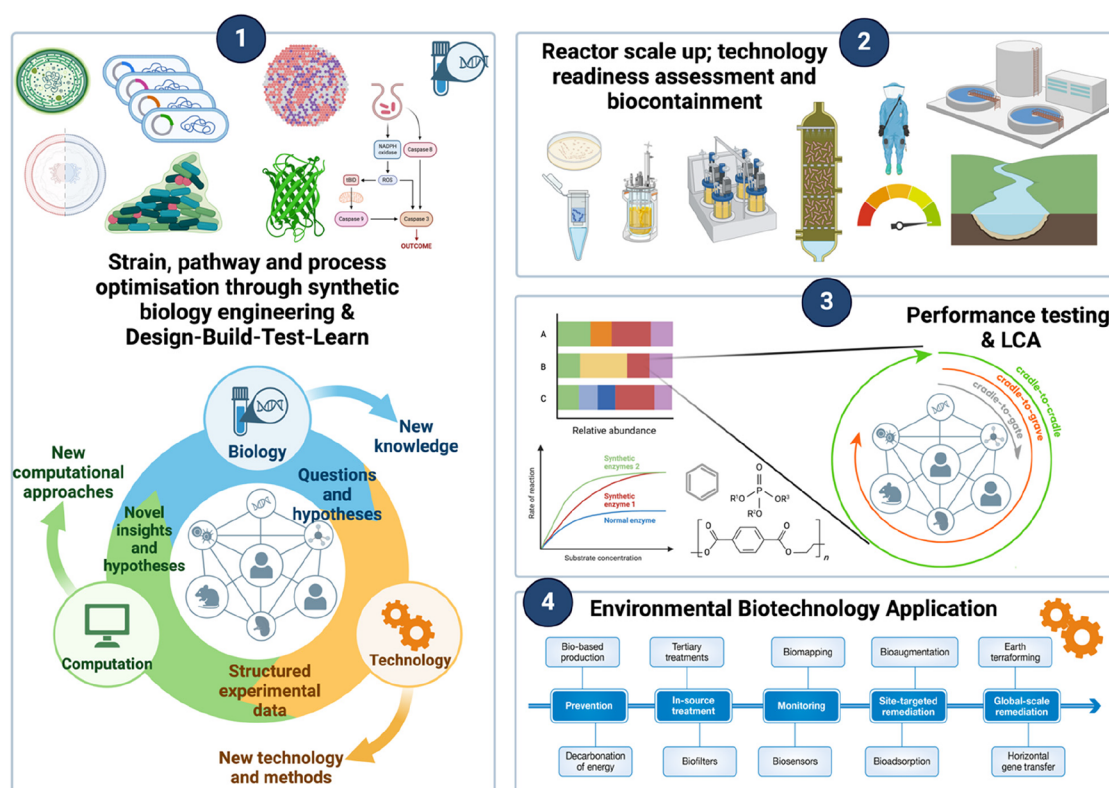 1
NADPH
oxidase
Caspase 8
tBID
ROS
Caspase 9
Caspase 3
OUTCOME
Strain, pathway and process
optimisation through synthetic
biology engineering &
Design-Build-Test-Learn
Biology
New
knowledge
New
computational
approaches
Questions
and
hypotheses
Novel
insights
and
hypotheses
Computation
Technology
Structured
experimental
data
New technology
and methods
2
Reactor scale up; technology
readiness assessment and
biocontainment
3
Performance testing
& LCA
A
B
C
Relative abundance
cradle-to-cradle
cradle-to-grave
cradle-to-gate
Rate of reaction
Synthetic
enzymes 2
Synthetic
enzyme 1
Normal enzyme
Substrate concentration
O
R¹O
P
OR³
R²O
O
O
O
O
n
4
Environmental Biotechnology Application
Bio-based
production
Tertiary
treatments
Biomapping
Bioaugmentation
Earth
terraforming
Prevention
In-source
treatment
Monitoring
Site-targeted
remediation
Global-scale
remediation
Decarbonation
of energy
Biofilters
Biosensors
Bioadsorption
Horizontal
gene transfer